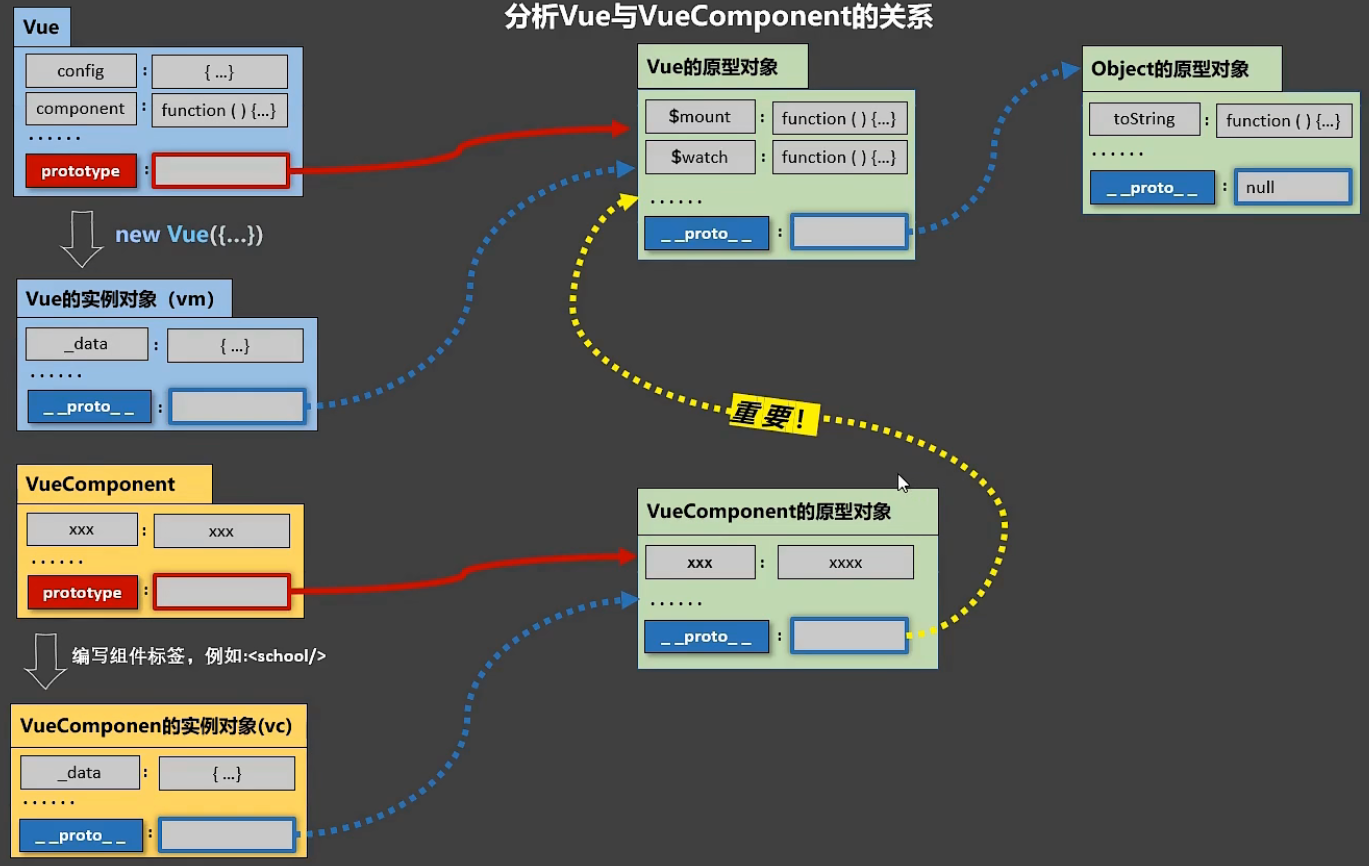 分析Vue与VueComponent的关系
Vue
config : { ...}
component : function ( ) {...}
······
prototype :
new Vue({...})
Vue的实例对象（vm）
_data : { ...}
······
_ _proto_ _ :
VueComponent
xxx : xxx
······
prototype :
编写组件标签，例如:<school/>
VueComponen的实例对象(vc)
_data : { ...}
······
_ _proto_ _ :
Vue的原型对象
$mount : function ( ) {...}
$watch : function ( ) {...}
······
_ _proto_ _ :
重要！
VueComponent的原型对象
xxx : xxxx
······
_ _proto_ _ :
Object的原型对象
toString : function ( ) {...}
······
_ _proto_ _ : null